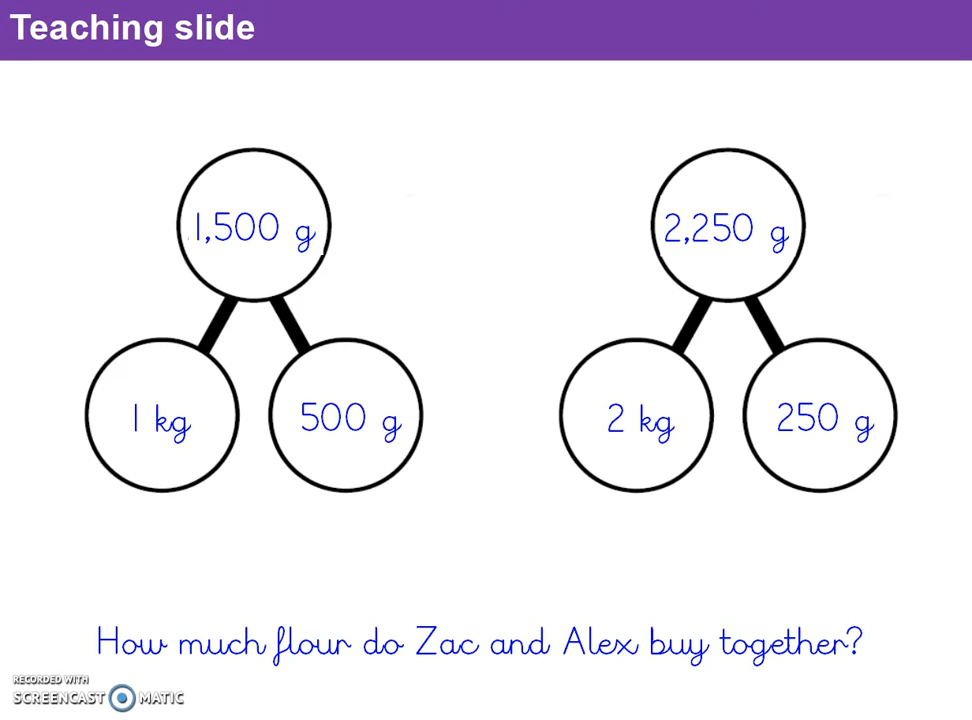 Teaching slide
1,500 g
2,250 g
1 kg
500 g
2 kg
250 g
How much flour do Zac and Alex buy together?
RECORDED WITH
SCREENCAST MATIC